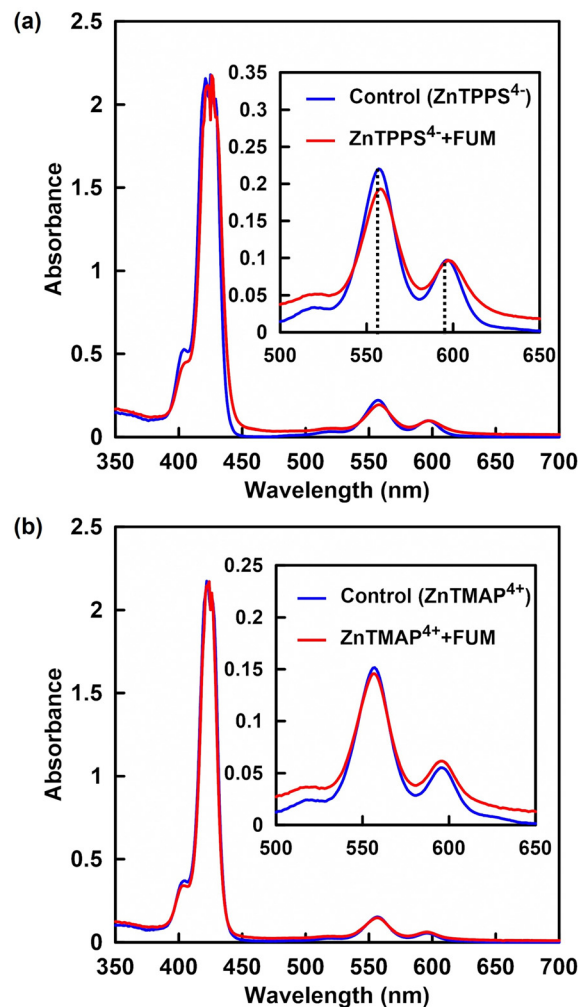 (a)
2.5
2
1.5
1
0.5
0
Absorbance
350 400 450 500 550 600 650 700
Wavelength (nm)
0.35
0.3
0.25
0.2
0.15
0.1
0.05
0
500 550 600 650
Control (ZnTPPS⁴⁻)
ZnTPPS⁴⁻+FUM
(b)
2.5
2
1.5
1
0.5
0
Absorbance
350 400 450 500 550 600 650 700
Wavelength (nm)
0.25
0.2
0.15
0.1
0.05
0
500 550 600 650
Control (ZnTMAP⁴⁺)
ZnTMAP⁴⁺+FUM